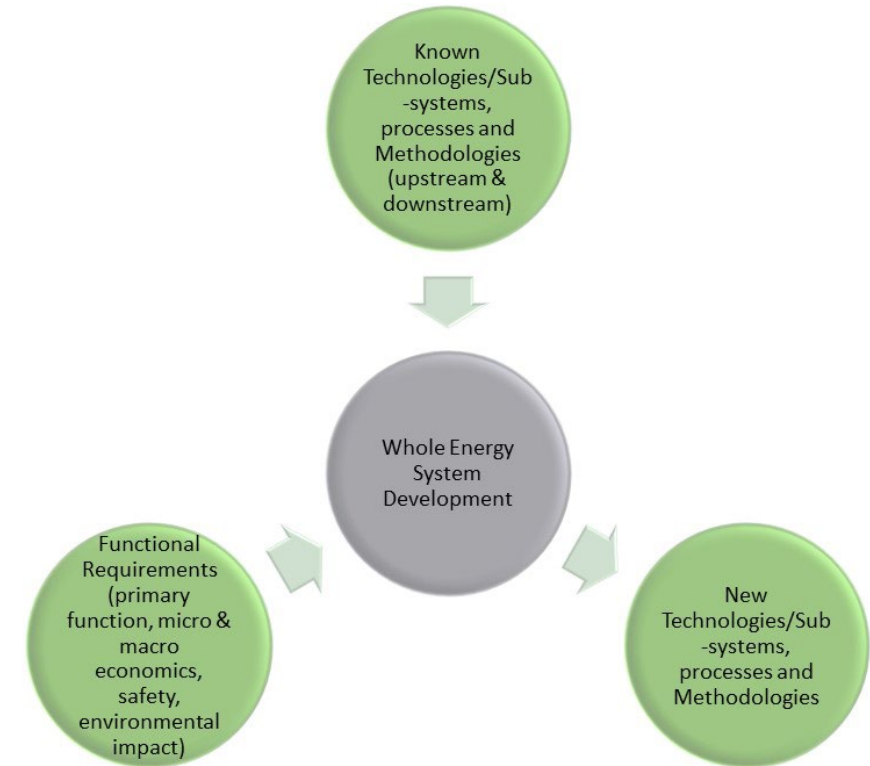 Known
Technologies/Sub
-systems,
processes and
Methodologies
(upstream &
downstream)
Whole Energy
System
Development
Functional
Requirements
(primary
function, micro &
macro
economics,
safety,
environmental
impact)
New
Technologies/Sub
-systems,
processes and
Methodologies